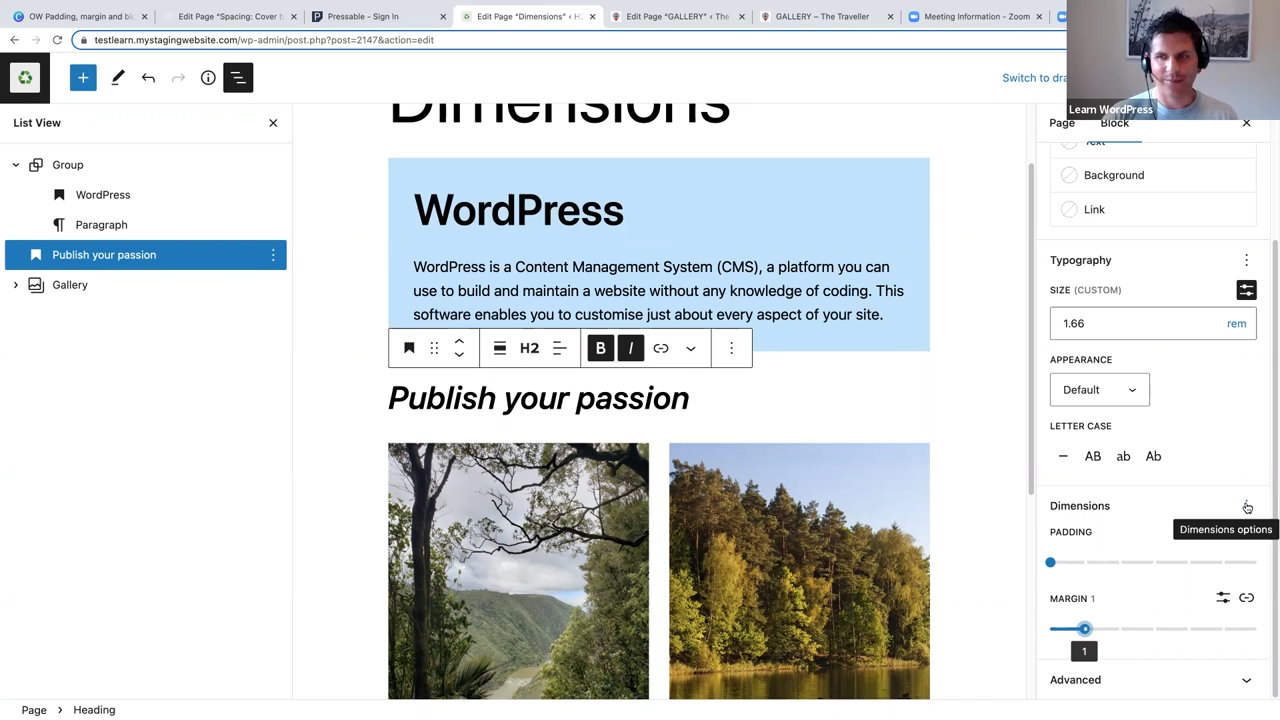 OW Padding, margin and blo
Edit Page "Spacing: Cover b
Pressable - Sign In
Edit Page "Dimensions" ‹ H
Edit Page "GALLERY" ‹ The
GALLERY – The Traveller
Meeting Information - Zoom
testlearn.mystagingwebsite.com/wp-admin/post.php?post=2147&action=edit
Switch to dra
Learn WordPress
List View
Group
WordPress
Paragraph
Publish your passion
Gallery
Dimensions
WordPress
WordPress is a Content Management System (CMS), a platform you can
use to build and maintain a website without any knowledge of coding. This
software enables you to customise just about every aspect of your site.
H2
B
I
Publish your passion
Page
Block
Text
Background
Link
Typography
SIZE (CUSTOM)
1.66
rem
APPEARANCE
Default
LETTER CASE
– AB ab Ab
Dimensions
Dimensions options
PADDING
MARGIN 1
1
Advanced
Page > Heading